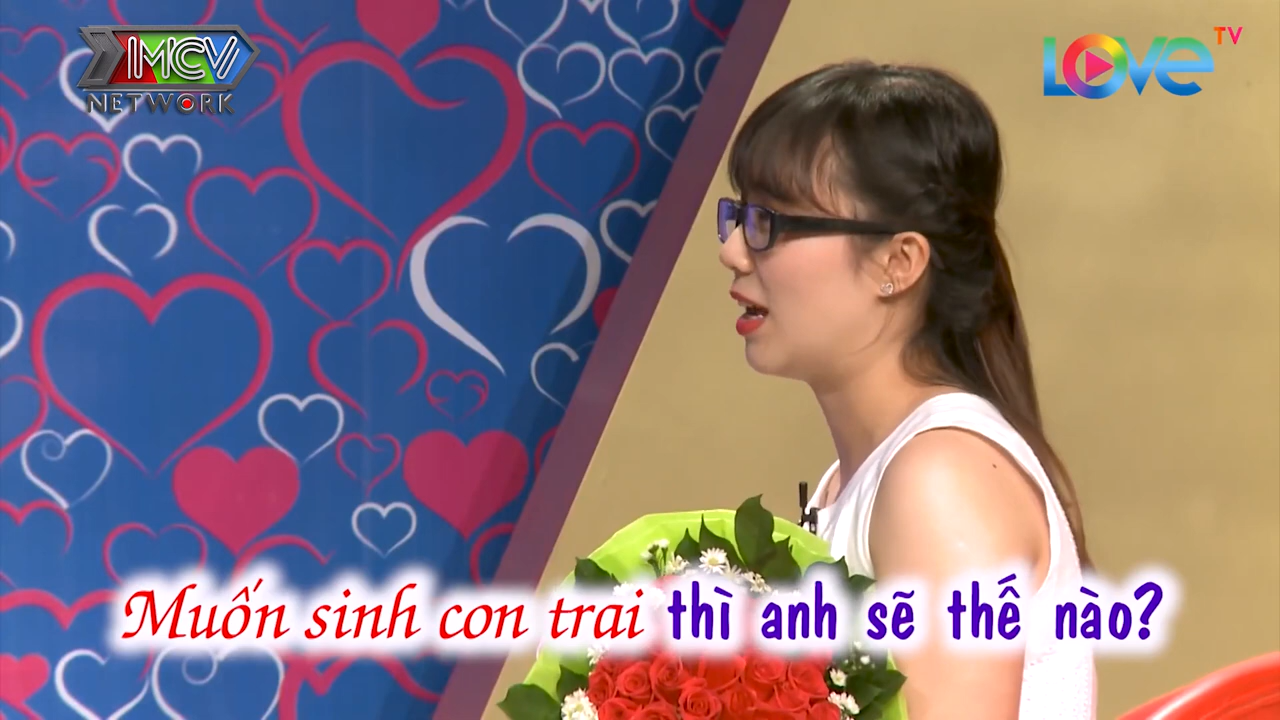 MCV
NETWORK
LOVE TV
Muốn sinh con trai thì anh sẽ thế nào?